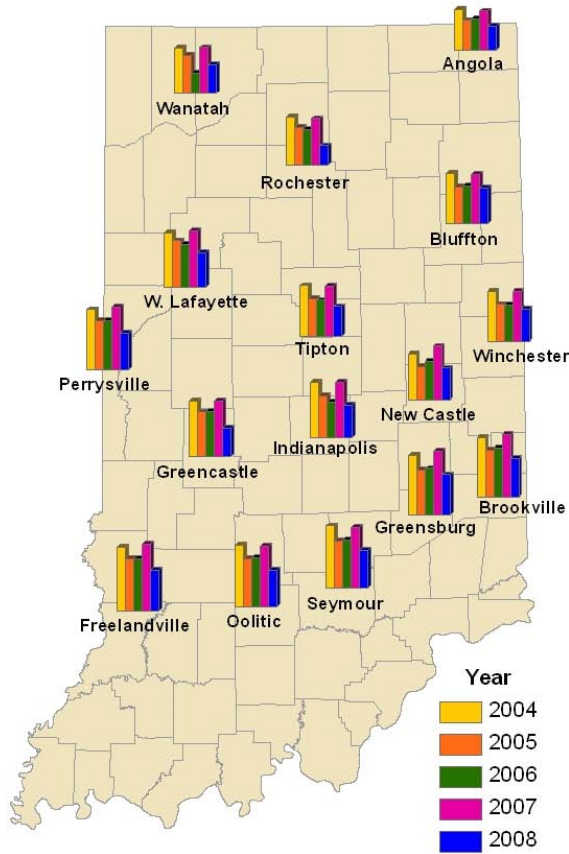 Angola
Wanatah
Rochester
Bluffton
W. Lafayette
Tipton
Winchester
Perrysville
New Castle
Indianapolis
Greencastle
Brookville
Greensburg
Seymour
Oolitic
Freelandville
Year
2004
2005
2006
2007
2008